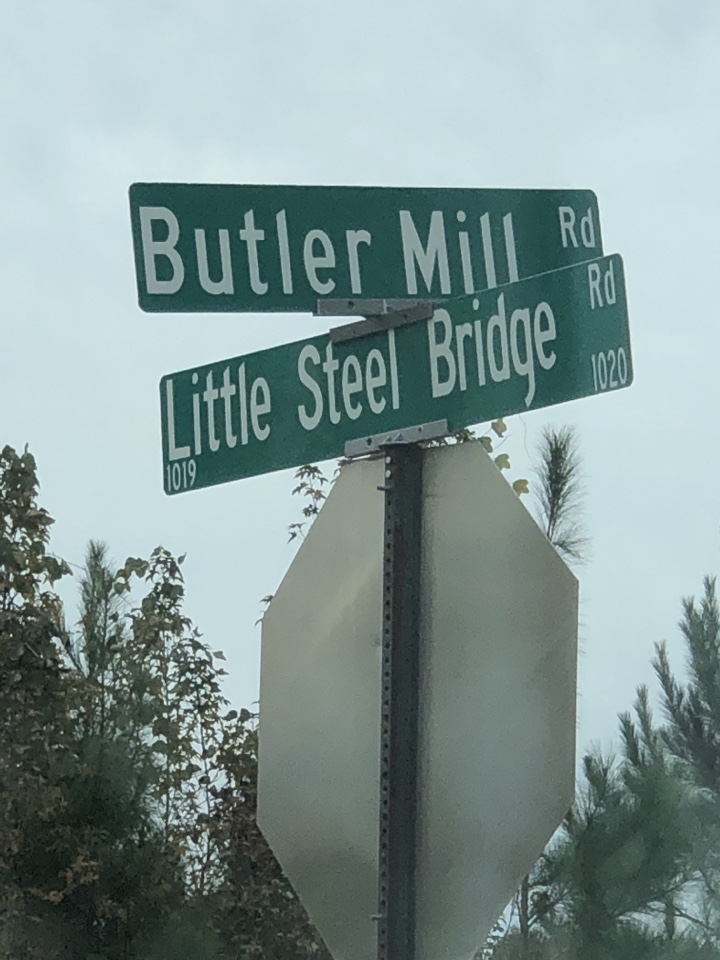 Butler Mill Rd
Little Steel Bridge Rd
1019 1020